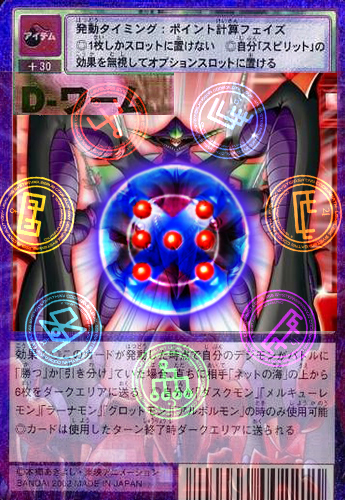 アイテム
+30
発動タイミング：ポイント計算フェイズ
◎1枚しかスロットに置けない ◎自分「スピリット」の
効果を無視してオプションスロットに置ける
D-ワーム
効果
のカードが発動した時点で自分のデジモンがバトルに
「勝つ」か「引き分け」ていた場合
ちに相手「ネットの海」の上から
6枚をダークエリアに送る
「ダスクモン」「メルキューレ
モン」「ラーナモン」「グロットモン」「アルボルモン」の時のみ使用可能
◎カードは使用したターン終了時ダークエリアに送られる
©本郷あきよし・東映アニメーション
BANDAI 2002 MADE IN JAPAN